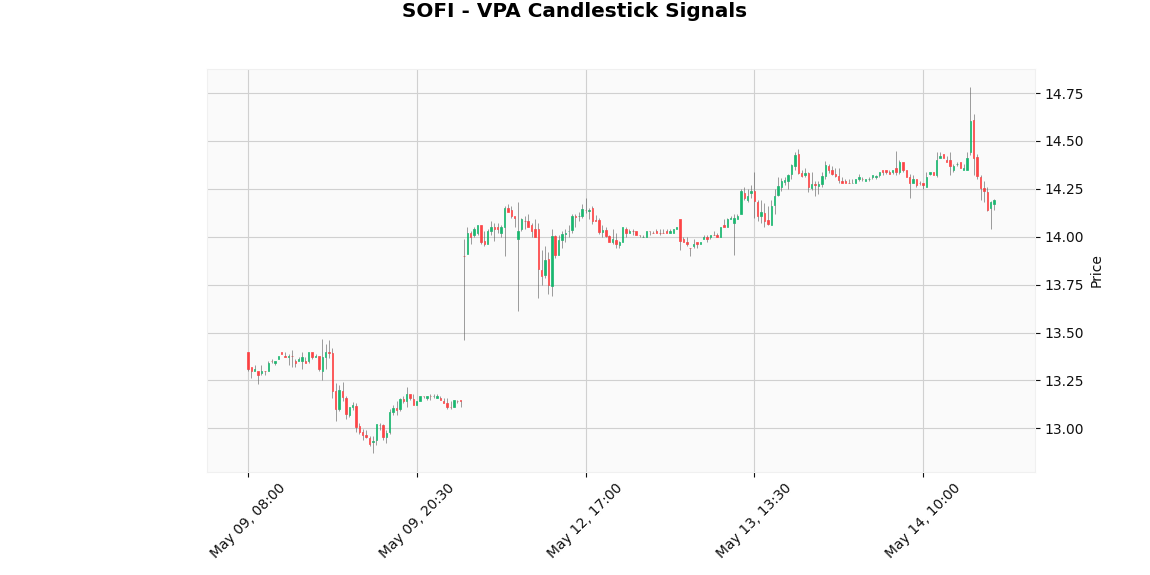 SOFI - VPA Candlestick Signals
14.75
14.50
14.25
14.00
13.75
13.50
13.25
13.00
Price
May 09, 08:00
May 09, 20:30
May 12, 17:00
May 13, 13:30
May 14, 10:00